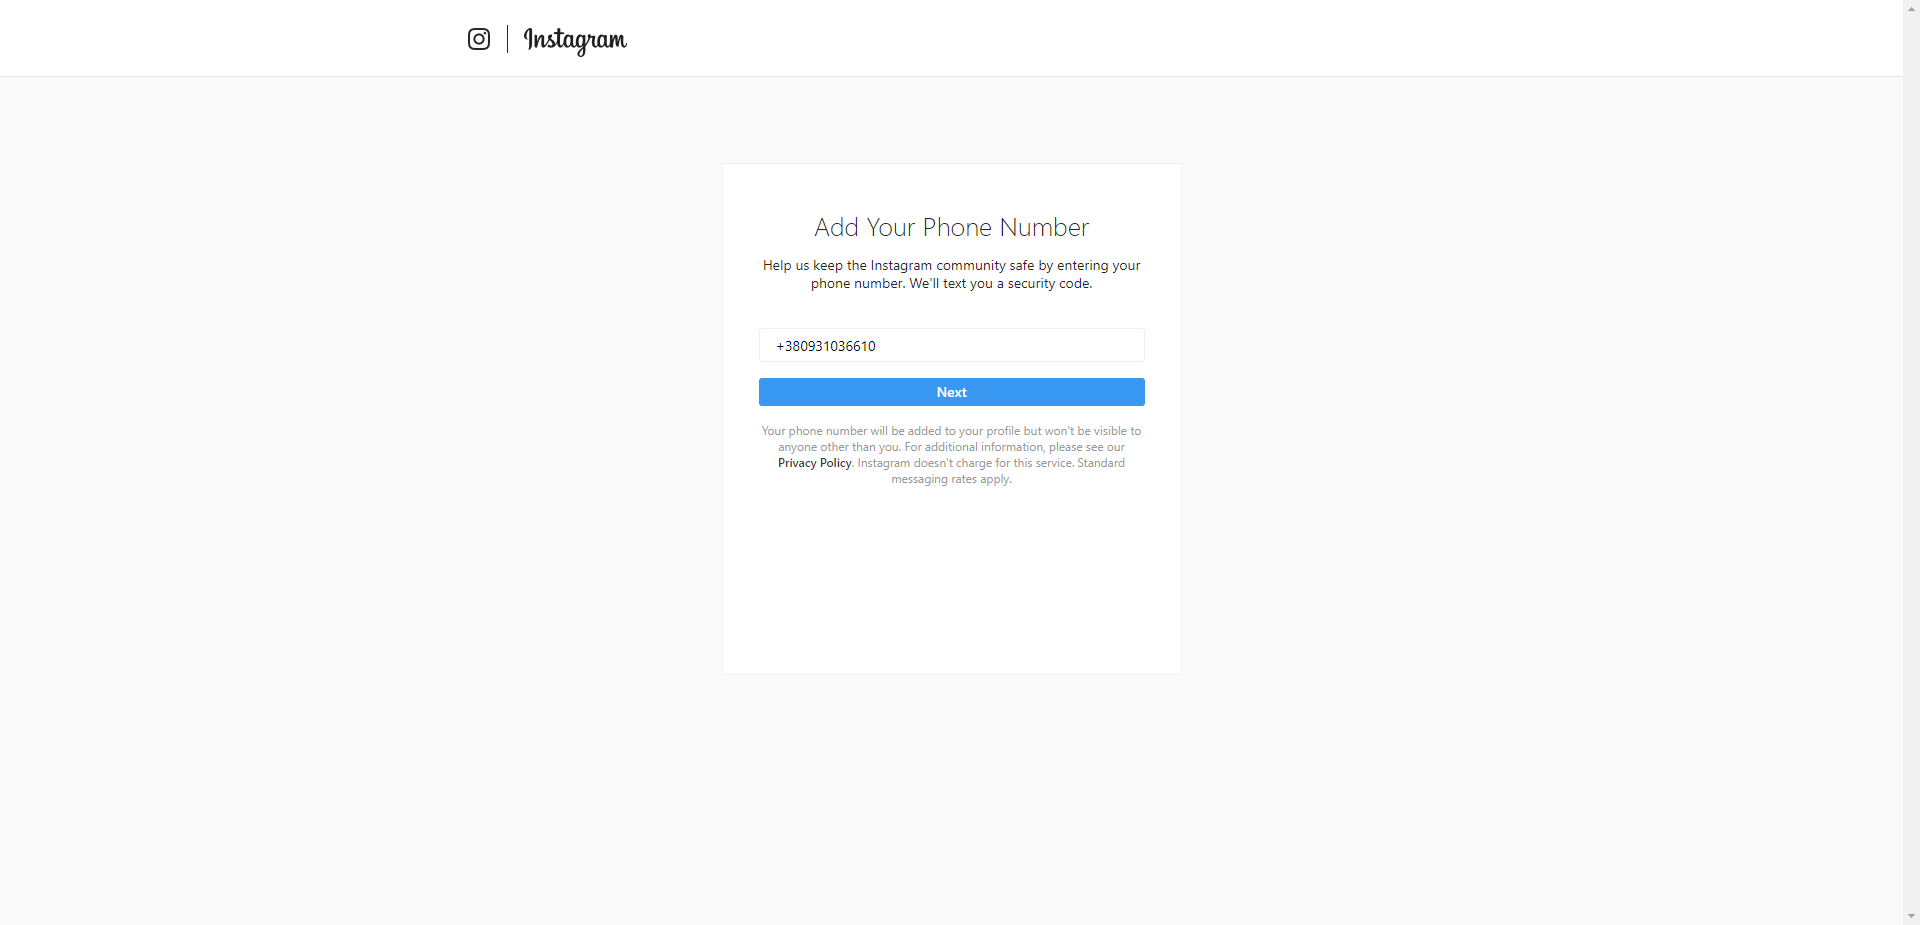 Instagram
Add Your Phone Number
Help us keep the Instagram community safe by entering your
phone number. We'll text you a security code.
+380931036610
Next
Your phone number will be added to your profile but won't be visible to
anyone other than you. For additional information, please see our
Privacy Policy. Instagram doesn't charge for this service. Standard
messaging rates apply.